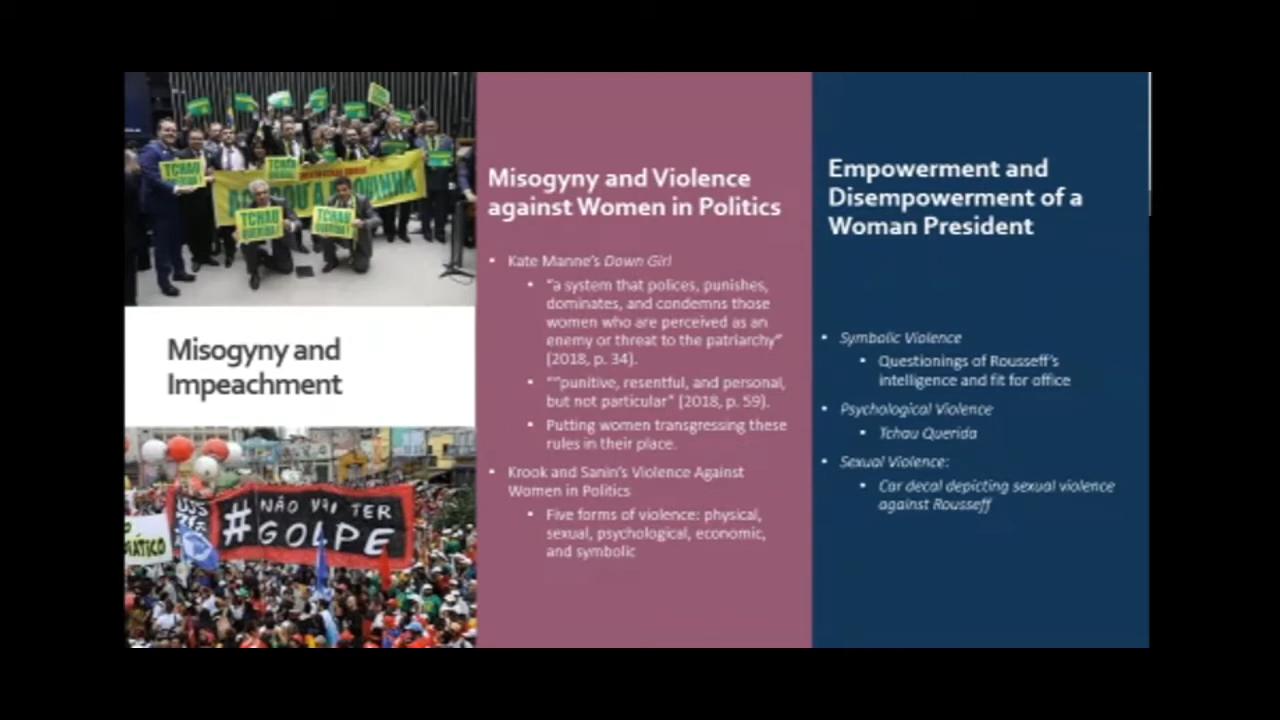 TCHAU
TCHAU
QUERIDA!
TCHAU
QUERIDA!
TCHAU
QUERIDA!
Misogyny and
Impeachment
#NÃO VAI TER
GOLPE
Misogyny and Violence
against Women in Politics
• Kate Manne's Down Girl
• "a system that polices, punishes,
dominates, and condemns those
women who are perceived as an
enemy or threat to the patriarchy"
(2018, p. 34).
• ""punitive, resentful, and personal,
but not particular" (2018, p. 59).
• Putting women transgressing these
rules in their place.
• Krook and Sanin's Violence Against
Women in Politics
• Five forms of violence: physical,
sexual, psychological, economic,
and symbolic
Empowerment and
Disempowerment of a
Woman President
• Symbolic Violence
• Questionings of Rousseff's
intelligence and fit for office
• Psychological Violence
• Tchau Querida
• Sexual Violence:
• Car decal depicting sexual violence
against Rousseff